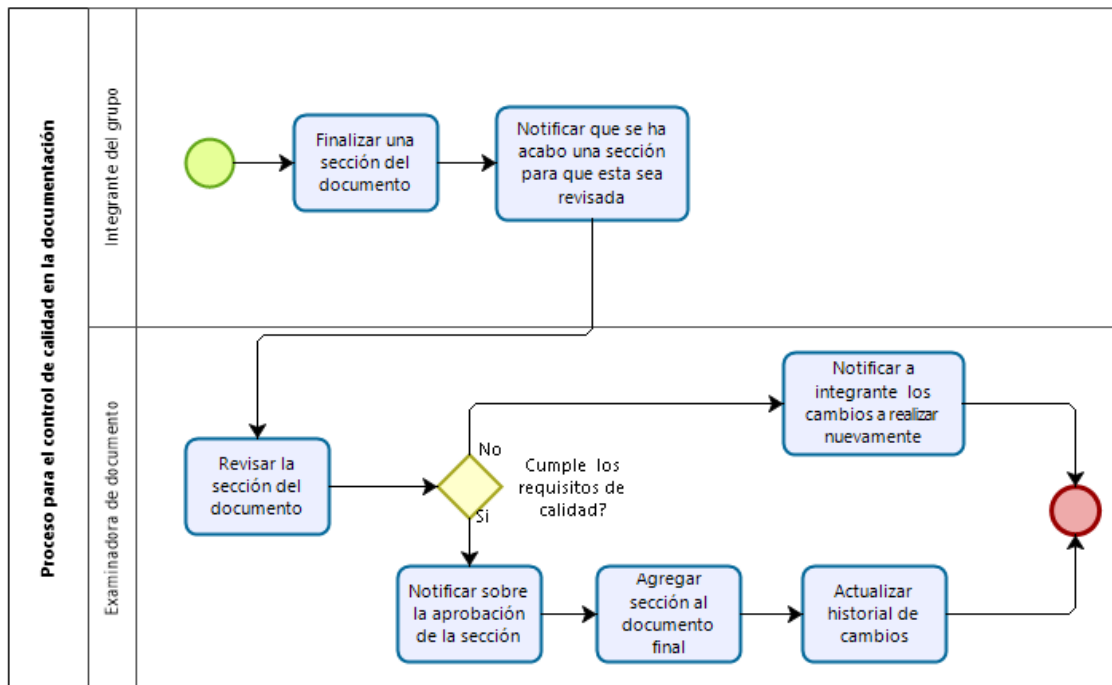 Proceso para el control de calidad en la documentación
Integrante del grupo
Finalizar una
sección del
documento
Notificar que se ha
acabo una sección
para que esta sea
revisada
Examinadora de documento
Revisar la
sección del
documento
No
Si
Cumple los
requisitos de
calidad?
Notificar a
integrante los
cambios a realizar
nuevamente
Notificar sobre
la aprobación
de la sección
Agregar
sección al
documento
final
Actualizar
historial de
cambios